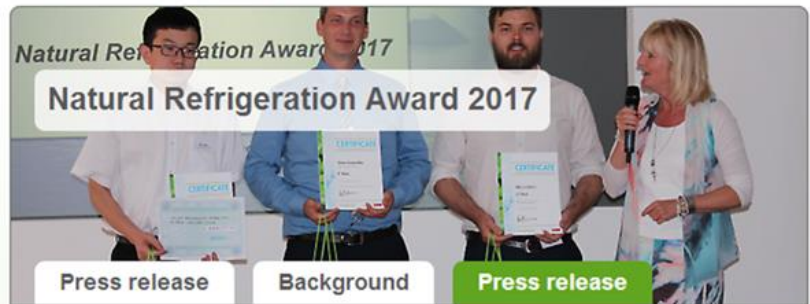 Natural Refrigeration Award 2017
Natural Refrigeration Award 2017
CERTIFICATE
CERTIFICATE
CERTIFICATE
Press release
Background
Press release